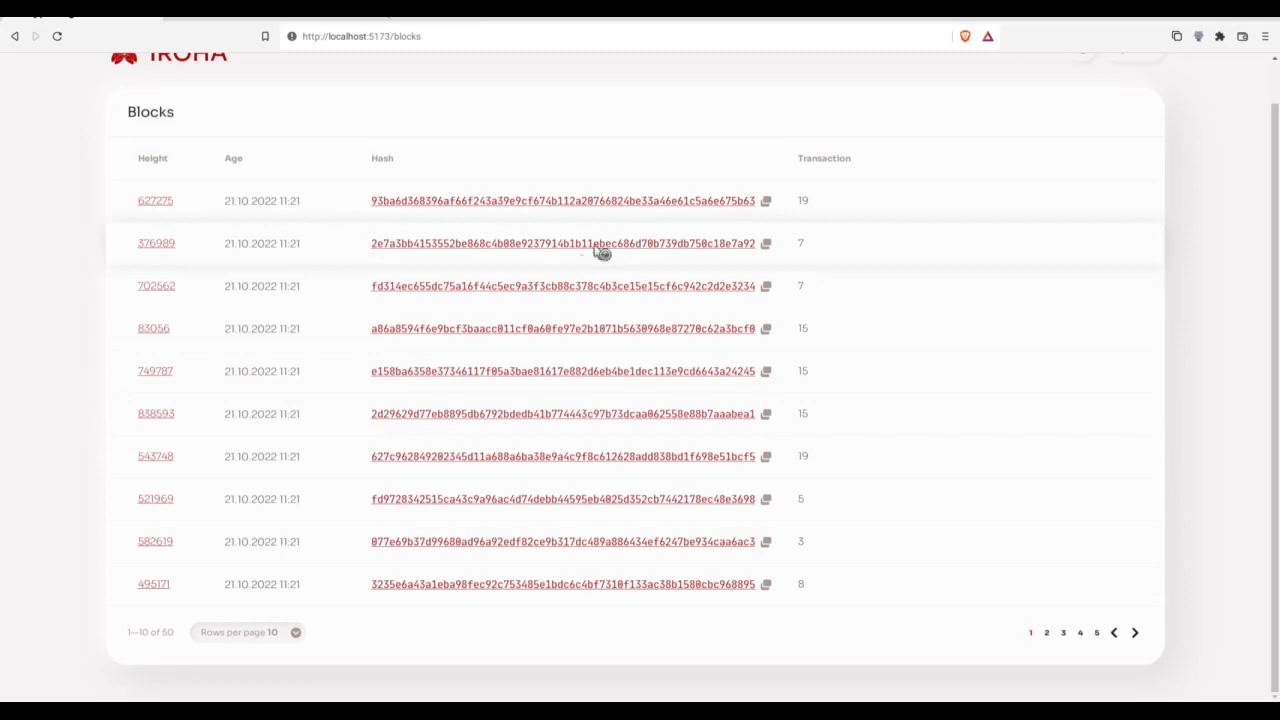 http://localhost:5173/blocks
IROHA
Blocks
Height Age Hash Transaction
627275 21.10.2022 11:21 93ba6d368396af66f243a39e9cf674b112a20766824be33a46e61c5a6e675b63 19
376989 21.10.2022 11:21 2e7a3bb4153552be868c4b08e9237914b1b11ebec686d70b739db750c18e7a92 7
702562 21.10.2022 11:21 fd314ec655dc75a16f44c5ec9a3f3cb88c378c4b3ce15e15cf6c942c2d2e3234 7
83056 21.10.2022 11:21 a86a8594f6e9bcf3baacc011cf0a60fe97e2b1071b5630968e87270c62a3bcf0 15
749787 21.10.2022 11:21 e158ba6358e37346117f05a3bae81617e882d6eb4be1dec113e9cd6643a24245 15
838593 21.10.2022 11:21 2d29629d77eb8895db6792bdedb41b774443c97b73dcaa062558e88b7aaabea1 15
543748 21.10.2022 11:21 627c962849202345d11a688a6ba38e9a4c9f8c612628add838bd1f698e51bcf5 19
521969 21.10.2022 11:21 fd9728342515ca43c9a96ac4d74debb44595eb4025d352cb7442178ec48e3698 5
582619 21.10.2022 11:21 077e69b37d99680ad96a92edf82ce9b317dc489a886434ef6247be934caa6ac3 3
495171 21.10.2022 11:21 3235e6a43a1eba98fec92c753485e1bdc6c4bf7310f133ac38b1580cbc968895 8
1—10 of 50 Rows per page 10 1 2 3 4 5